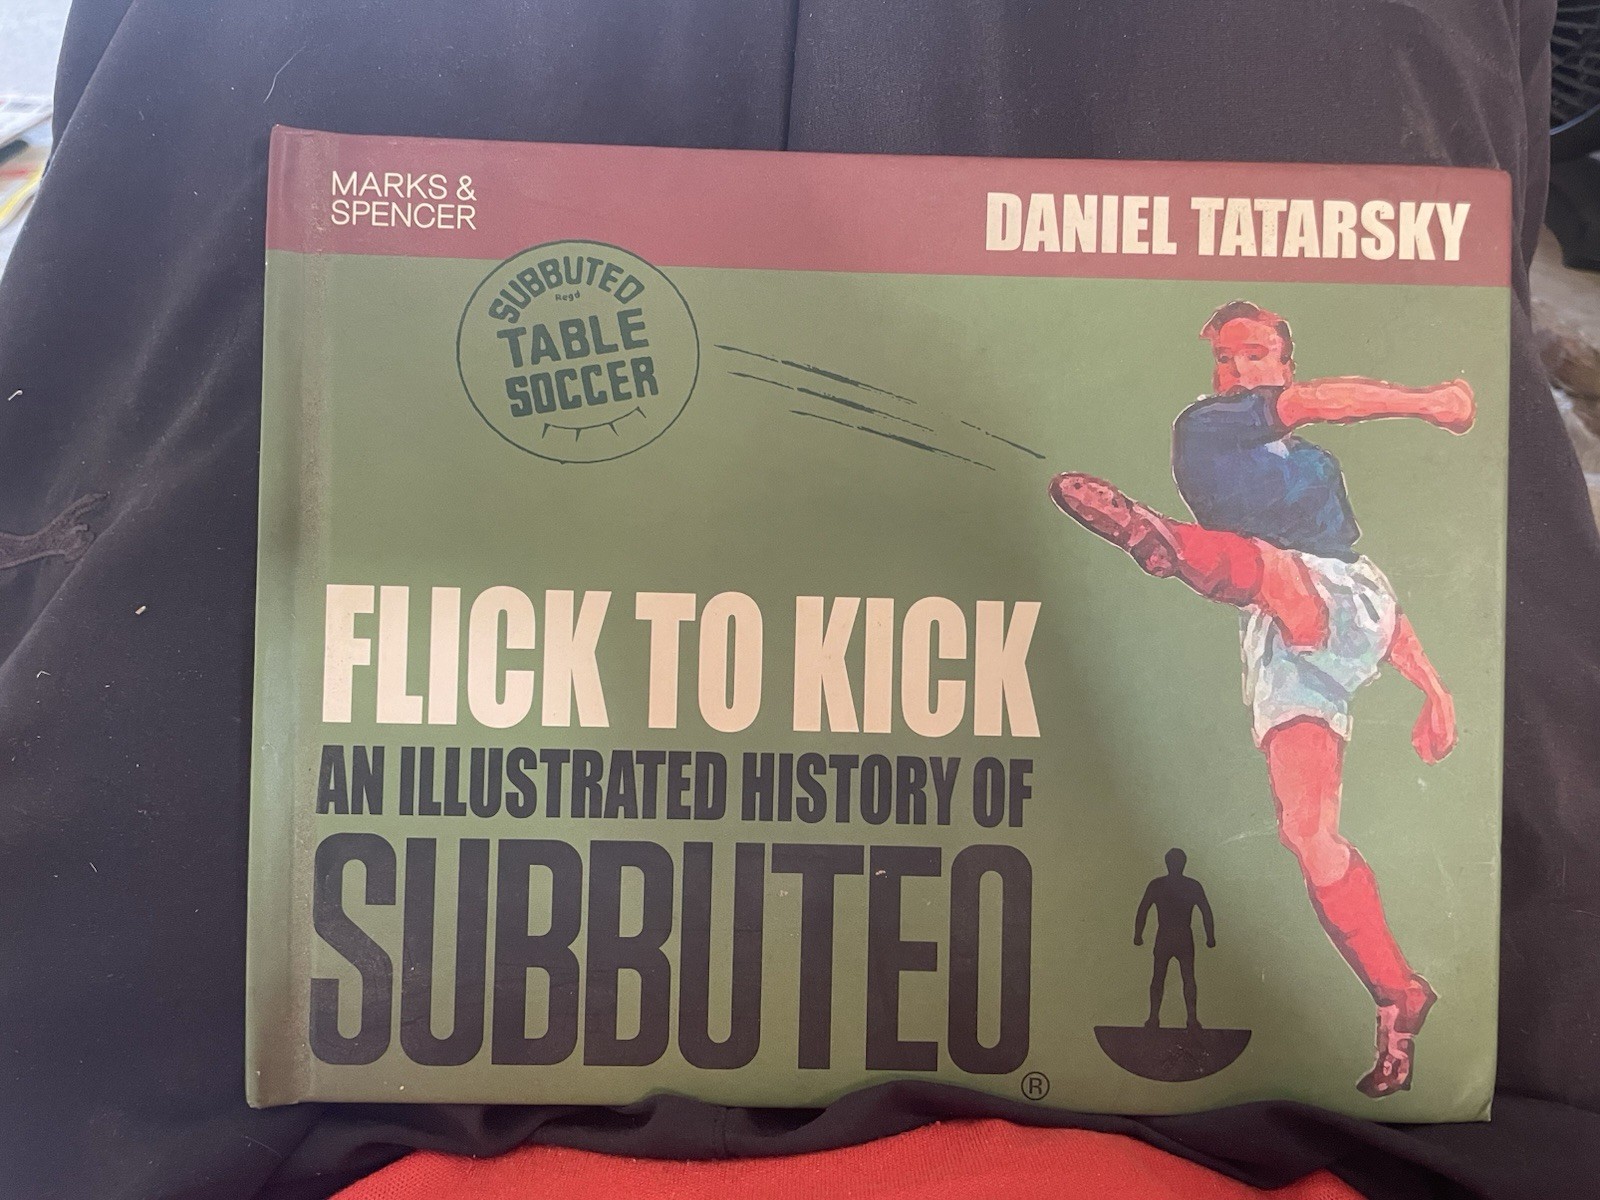 MARKS &
SPENCER
DANIEL TATARSKY
SUBBUTEO
Regd
TABLE
SOCCER
FLICK TO KICK
AN ILLUSTRATED HISTORY OF
SUBBUTEO
®